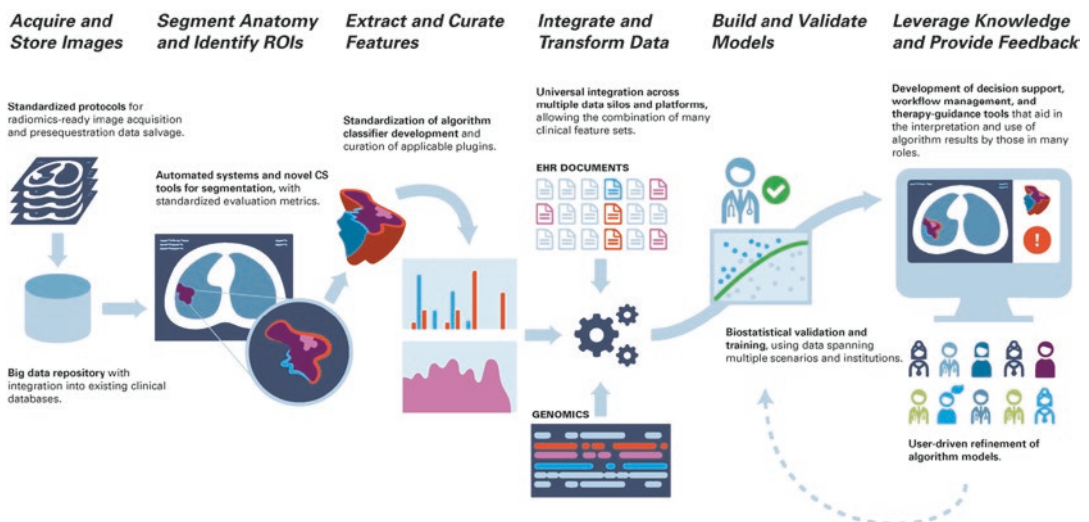 Acquire and
Store Images
Segment Anatomy
and Identify ROIs
Extract and Curate
Features
Integrate and
Transform Data
Build and Validate
Models
Leverage Knowledge
and Provide Feedback
Standardized protocols for
radiomics-ready image acquisition
and presequestration data salvage.
Big data repository with
integration into existing clinical
databases.
Automated systems and novel CS
tools for segmentation, with
standardized evaluation metrics.
Standardization of algorithm
classifier development and
curation of applicable plugins.
Universal integration across
multiple data silos and platforms,
allowing the combination of many
clinical feature sets.
EHR DOCUMENTS
GENOMICS
Biostatistical validation and
training, using data spanning
multiple scenarios and institutions.
Development of decision support,
workflow management, and
therapy-guidance tools that aid in
the interpretation and use of
algorithm results by those in many
roles.
!
User-driven refinement of
algorithm models.